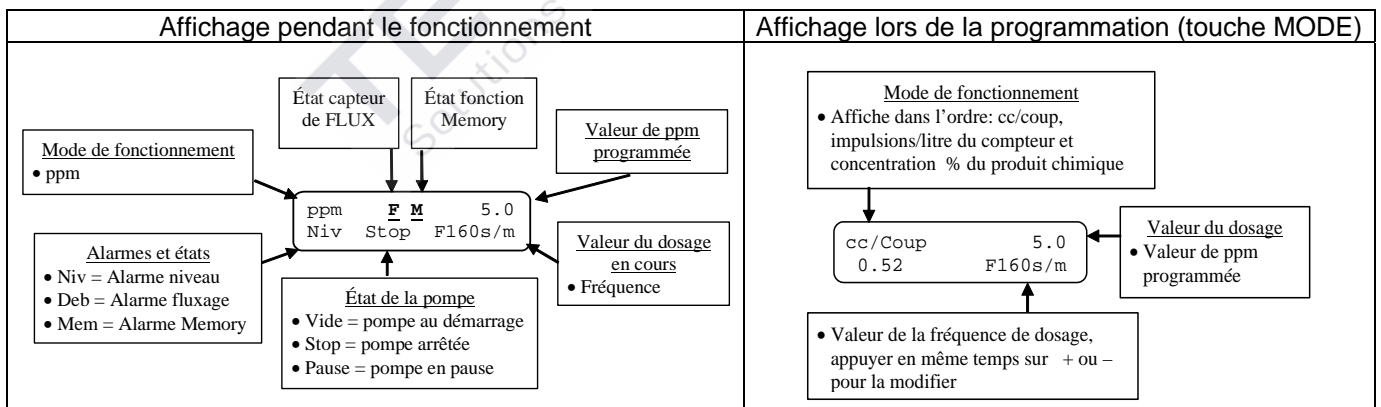 Affichage pendant le fonctionnement
Affichage lors de la programmation (touche MODE)
État capteur
de FLUX
État fonction
Memory
Valeur de ppm
programmée
Mode de fonctionnement
• ppm
ppm F M 5.0
Niv Stop F160s/m
Alarmes et états
• Niv = Alarme niveau
• Deb = Alarme fluxage
• Mem = Alarme Memory
État de la pompe
• Vide = pompe au démarrage
• Stop = pompe arrêtée
• Pause = pompe en pause
Valeur du dosage
en cours
• Fréquence
Mode de fonctionnement
• Affiche dans l’ordre: cc/coup,
impulsions/litre du compteur et
concentration % du produit chimique
cc/Coup 5.0
0.52 F160s/m
Valeur du dosage
• Valeur de ppm
programmée
• Valeur de la fréquence de dosage,
appuyer en même temps sur + ou –
pour la modifier
Solutions